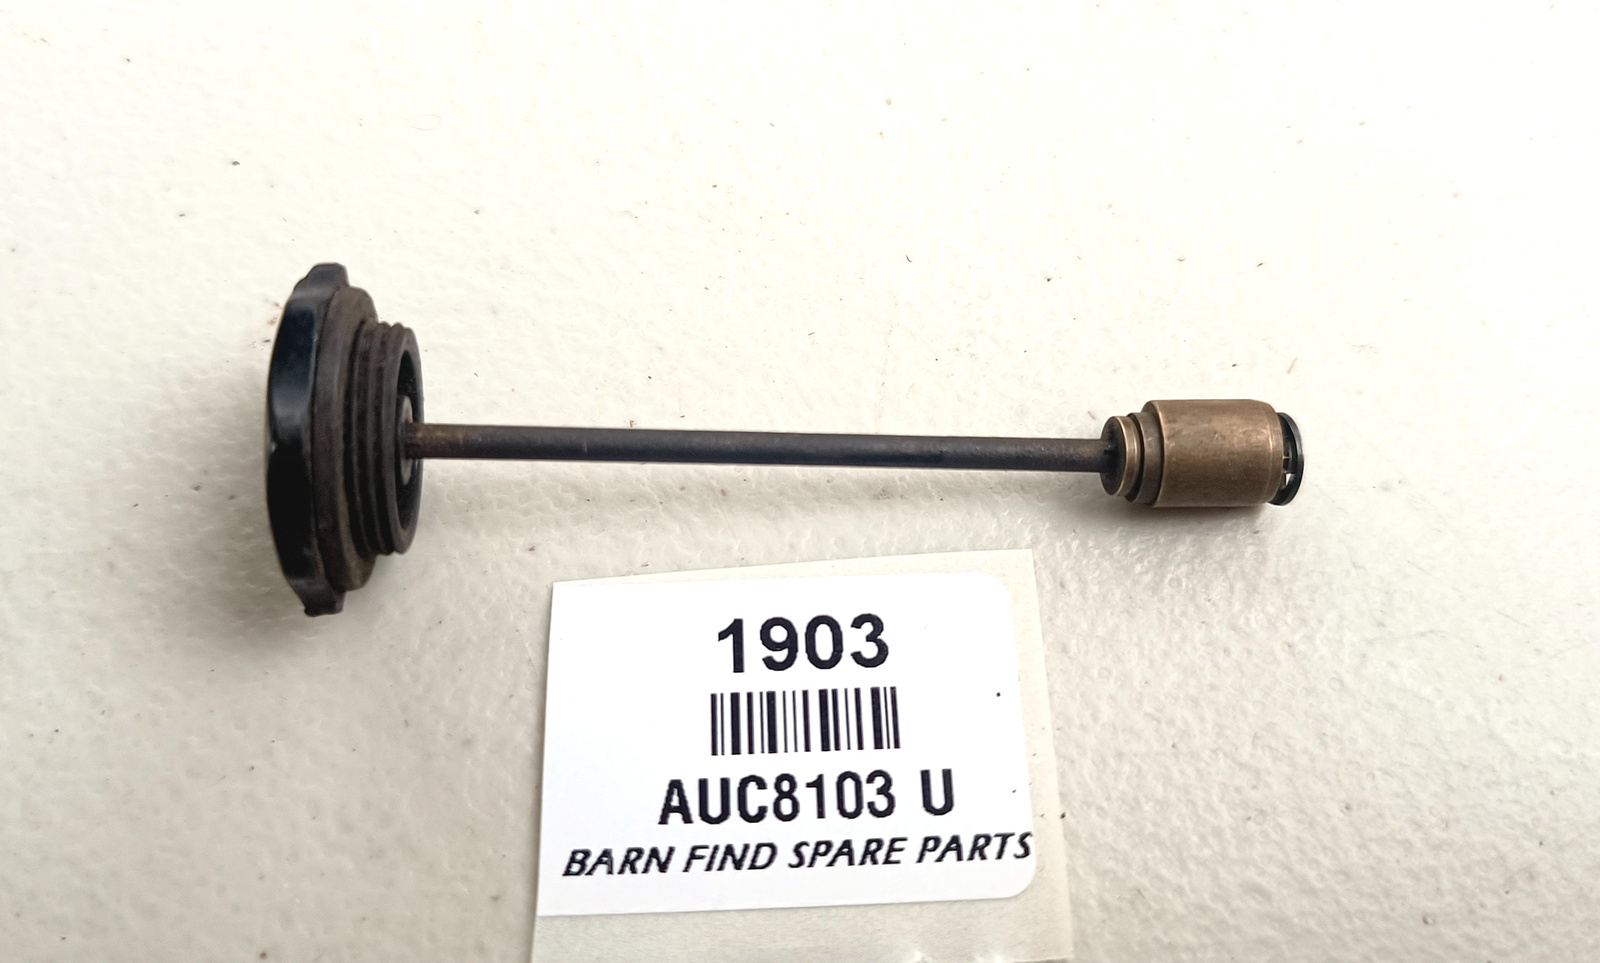 1903
AUC8103 U
BARN FIND SPARE PARTS